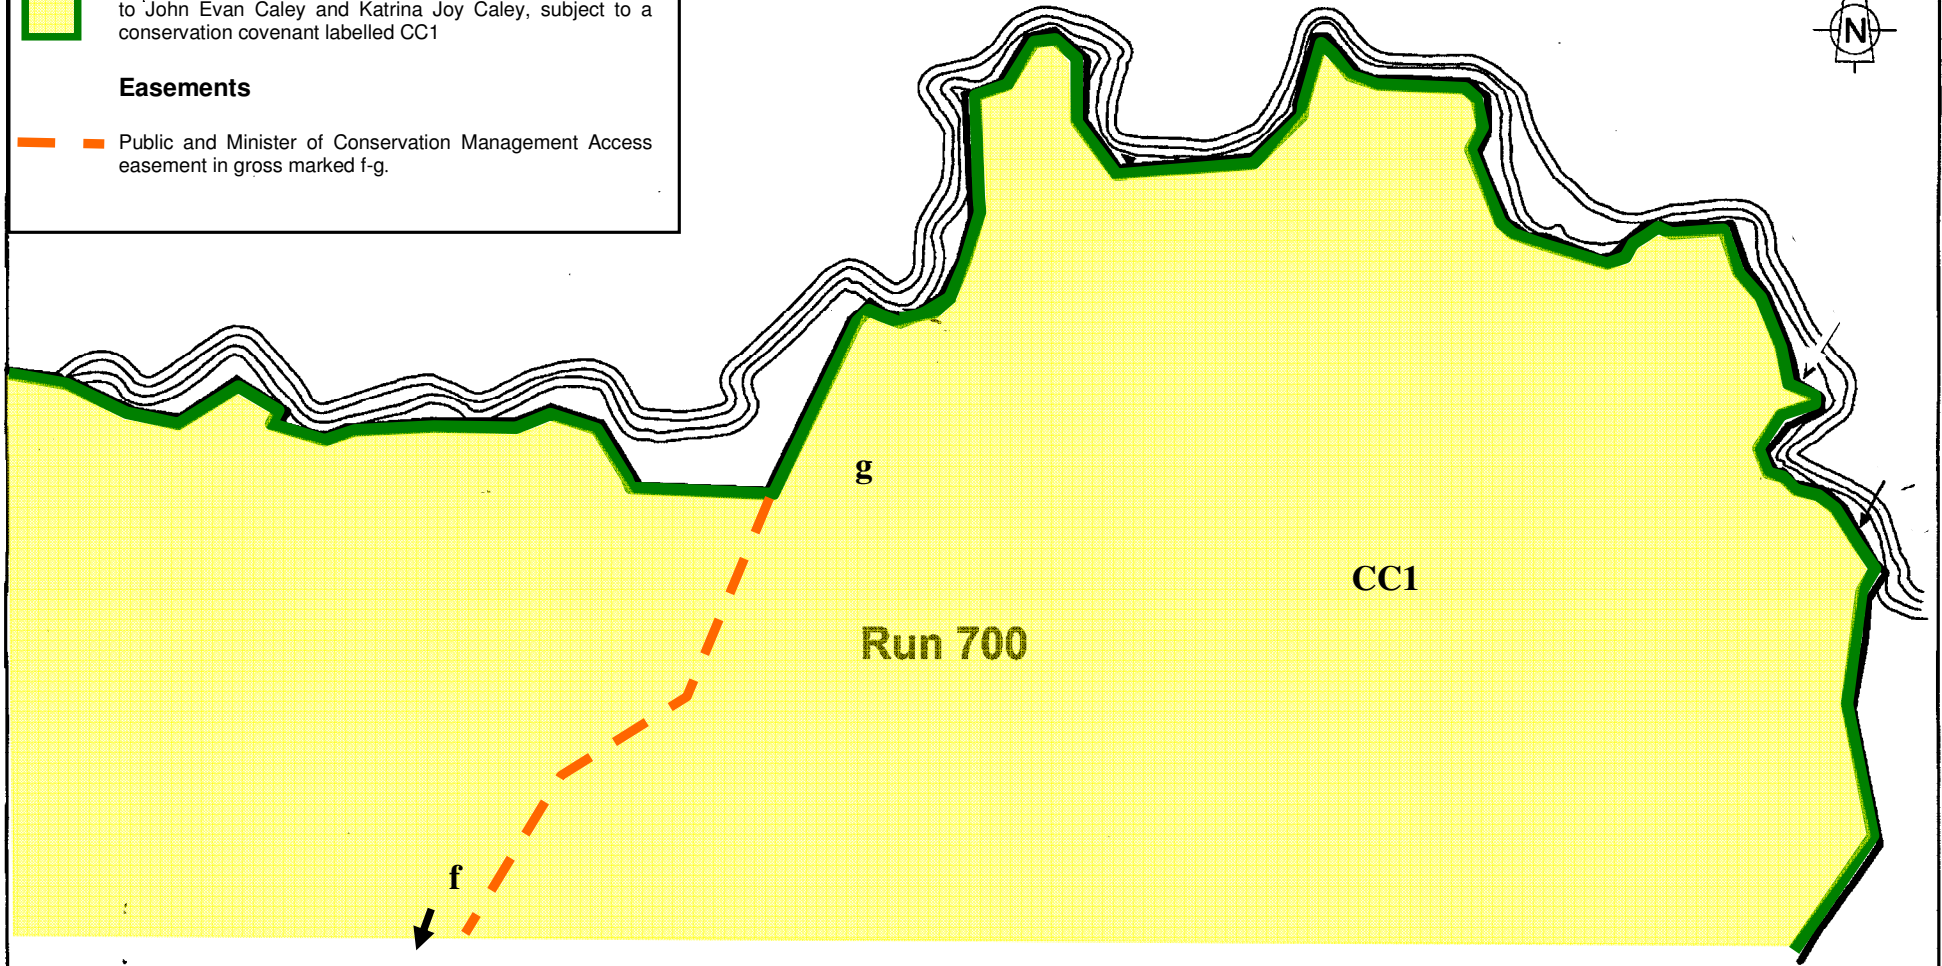 to John Evan Caley and Katrina Joy Caley, subject to a
conservation covenant labelled CC1
Easements
Public and Minister of Conservation Management Access
easement in gross marked f-g.
N
g
CC1
Run 700
f